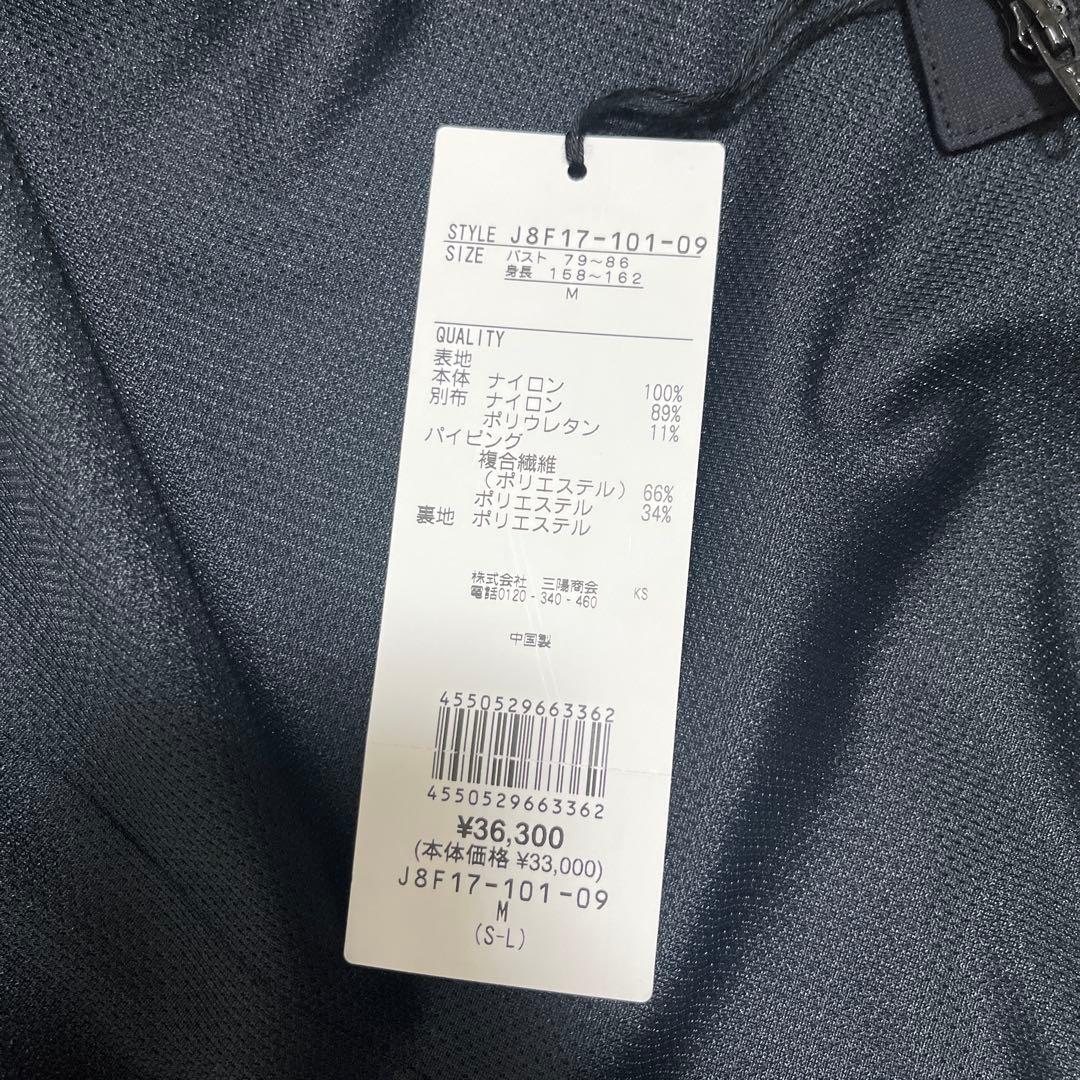 STYLE J8F17-101-09
SIZE バスト 79~86
身長 158~162
M
QUALITY
表地
本体 ナイロン 100%
別布 ナイロン 89%
ポリウレタン 11%
パイピング
複合繊維
(ポリエステル) 66%
ポリエステル 34%
裏地 ポリエステル
株式会社 三陽商会 KS
電話0120-340-460
中国製
4550529663362
4550529663362
¥36,300
(本体価格 ¥33,000)
J8F17-101-09
M
(S-L)